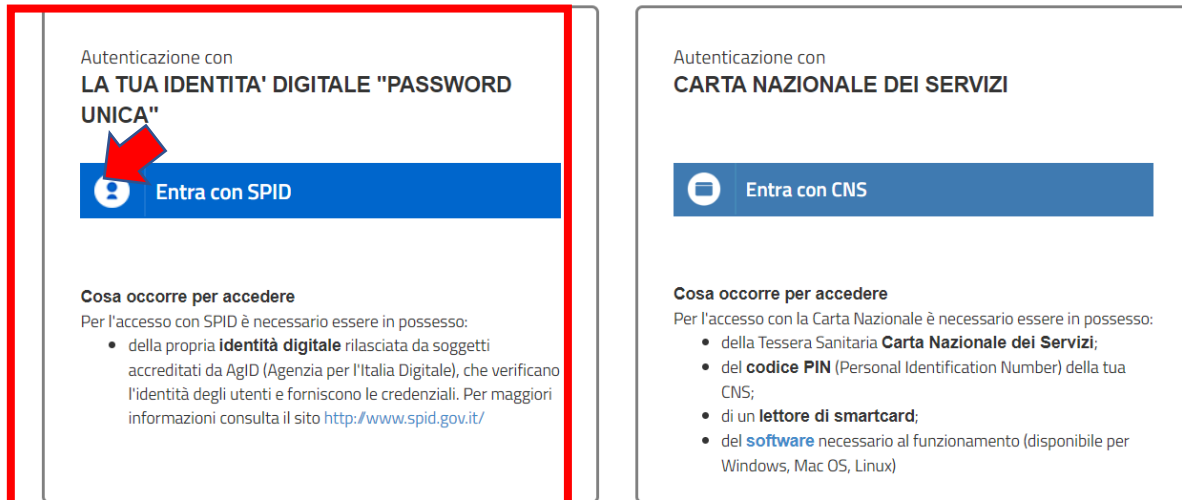 Autenticazione con
LA TUA IDENTITA' DIGITALE "PASSWORD
UNICA"
Entra con SPID
Cosa occorre per accedere
Per l'accesso con SPID è necessario essere in possesso:
• della propria identità digitale rilasciata da soggetti
accreditati da AgID (Agenzia per l'Italia Digitale), che verificano
l'identità degli utenti e forniscono le credenziali. Per maggiori
informazioni consulta il sito http://www.spid.gov.it/
Autenticazione con
CARTA NAZIONALE DEI SERVIZI
Entra con CNS
Cosa occorre per accedere
Per l'accesso con la Carta Nazionale è necessario essere in possesso:
• della Tessera Sanitaria Carta Nazionale dei Servizi;
• del codice PIN (Personal Identification Number) della tua
CNS;
• di un lettore di smartcard;
• del software necessario al funzionamento (disponibile per
Windows, Mac OS, Linux)